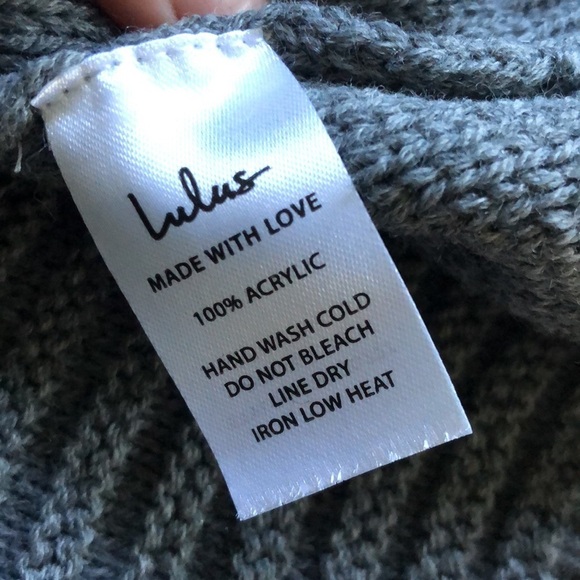 Lulus
MADE WITH LOVE
100% ACRYLIC
HAND WASH COLD
DO NOT BLEACH
LINE DRY
IRON LOW HEAT